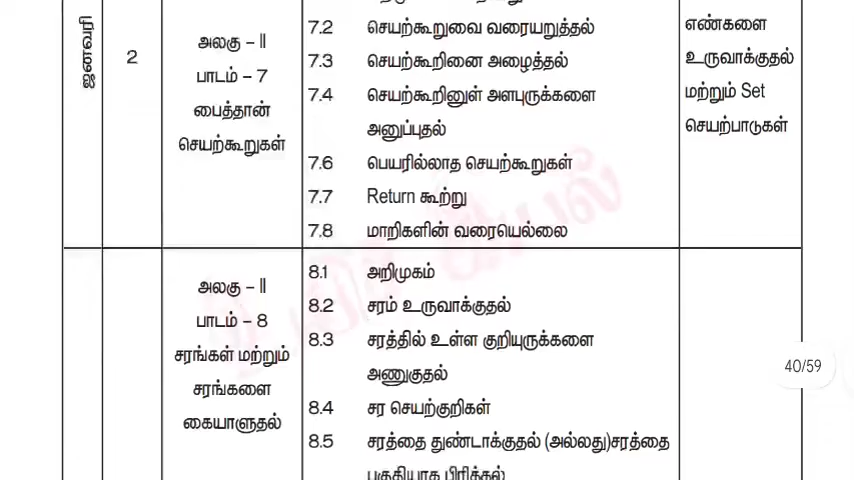 ஜனவரி
2
அலகு – II
பாடம் – 7
பைத்தான்
செயற்கூறுகள்
7.2 செயற்கூறுவை வரையறுத்தல்
7.3 செயற்கூறினை அழைத்தல்
7.4 செயற்கூறினுள் அளபுருக்களை
அனுப்புதல்
7.6 பெயரில்லாத செயற்கூறுகள்
7.7 Return கூற்று
7.8 மாறிகளின் வரையெல்லை
எண்களை
உருவாக்குதல்
மற்றும் Set
செயற்பாடுகள்
அலகு – II
பாடம் – 8
சரங்கள் மற்றும்
சரங்களை
கையாளுதல்
8.1 அறிமுகம்
8.2 சரம் உருவாக்குதல்
8.3 சரத்தில் உள்ள குறியுருக்களை
அணுகுதல்
8.4 சர செயற்குறிகள்
8.5 சரத்தை துண்டாக்குதல் (அல்லது)சரத்தை
பகுதியாக பிரித்தல்
40/59